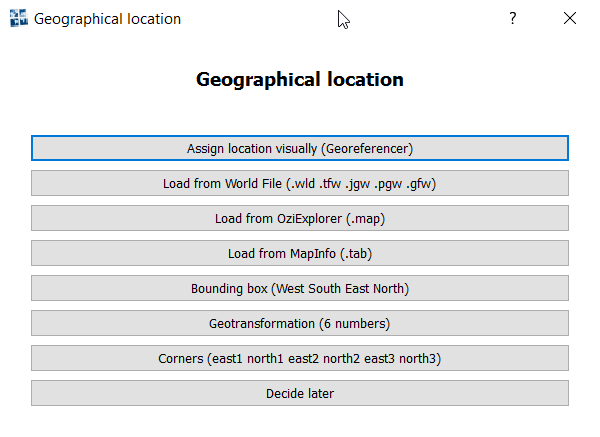 Geographical location
?
Geographical location
Assign location visually (Georeferencer)
Load from World File (.wld .tfw .jgw .pgw .gfw)
Load from OziExplorer (.map)
Load from MapInfo (.tab)
Bounding box (West South East North)
Geotransformation (6 numbers)
Corners (east1 north1 east2 north2 east3 north3)
Decide later